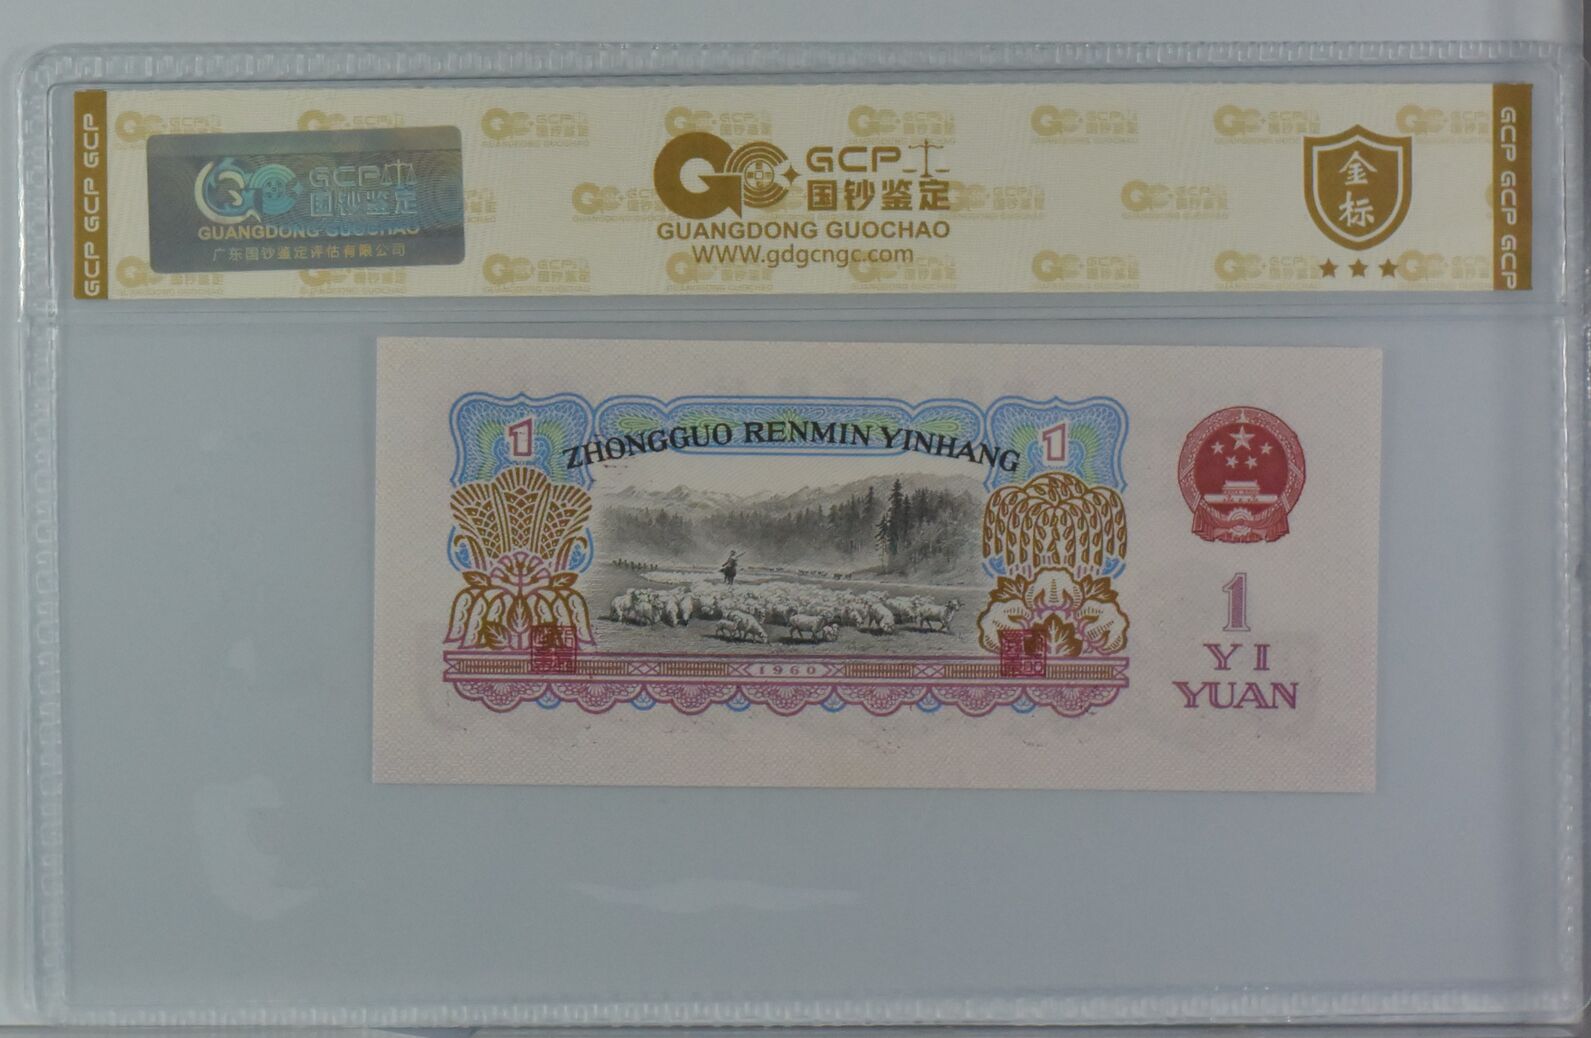 GCP GCP GCP
GCP
国钞鉴定
GUANGDONG GUOCHAO
广东国钞鉴定评估有限公司
GCP
国钞鉴定
GUANGDONG GUOCHAO
WWW.gdgcngc.com
金标
GCP GCP GCP
1
ZHONGGUO RENMIN YINHANG
1
1960
1
YI
YUAN